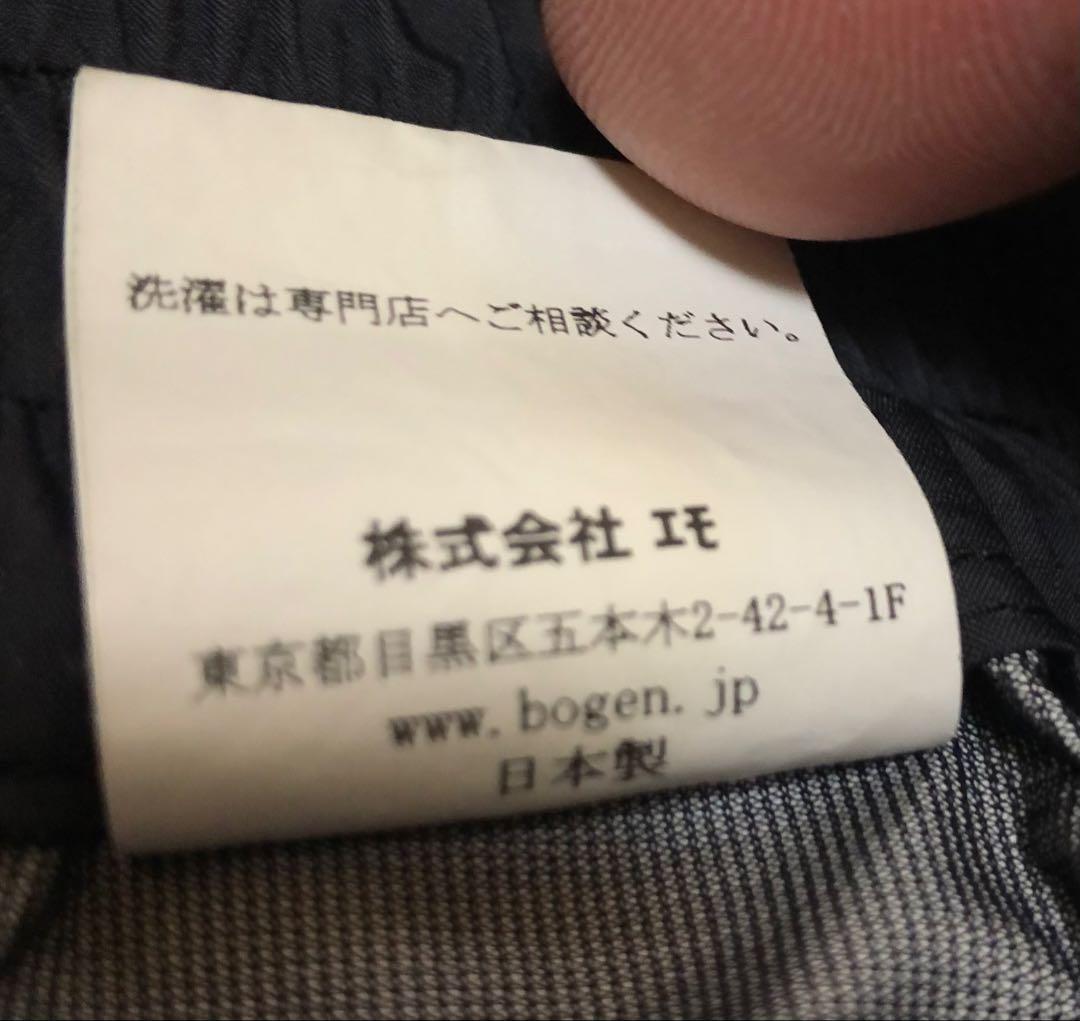 洗濯は専門店へご相談ください。
株式会社 エモ
東京都目黒区五本木2-42-4-1F
www.bogen.jp
日本製